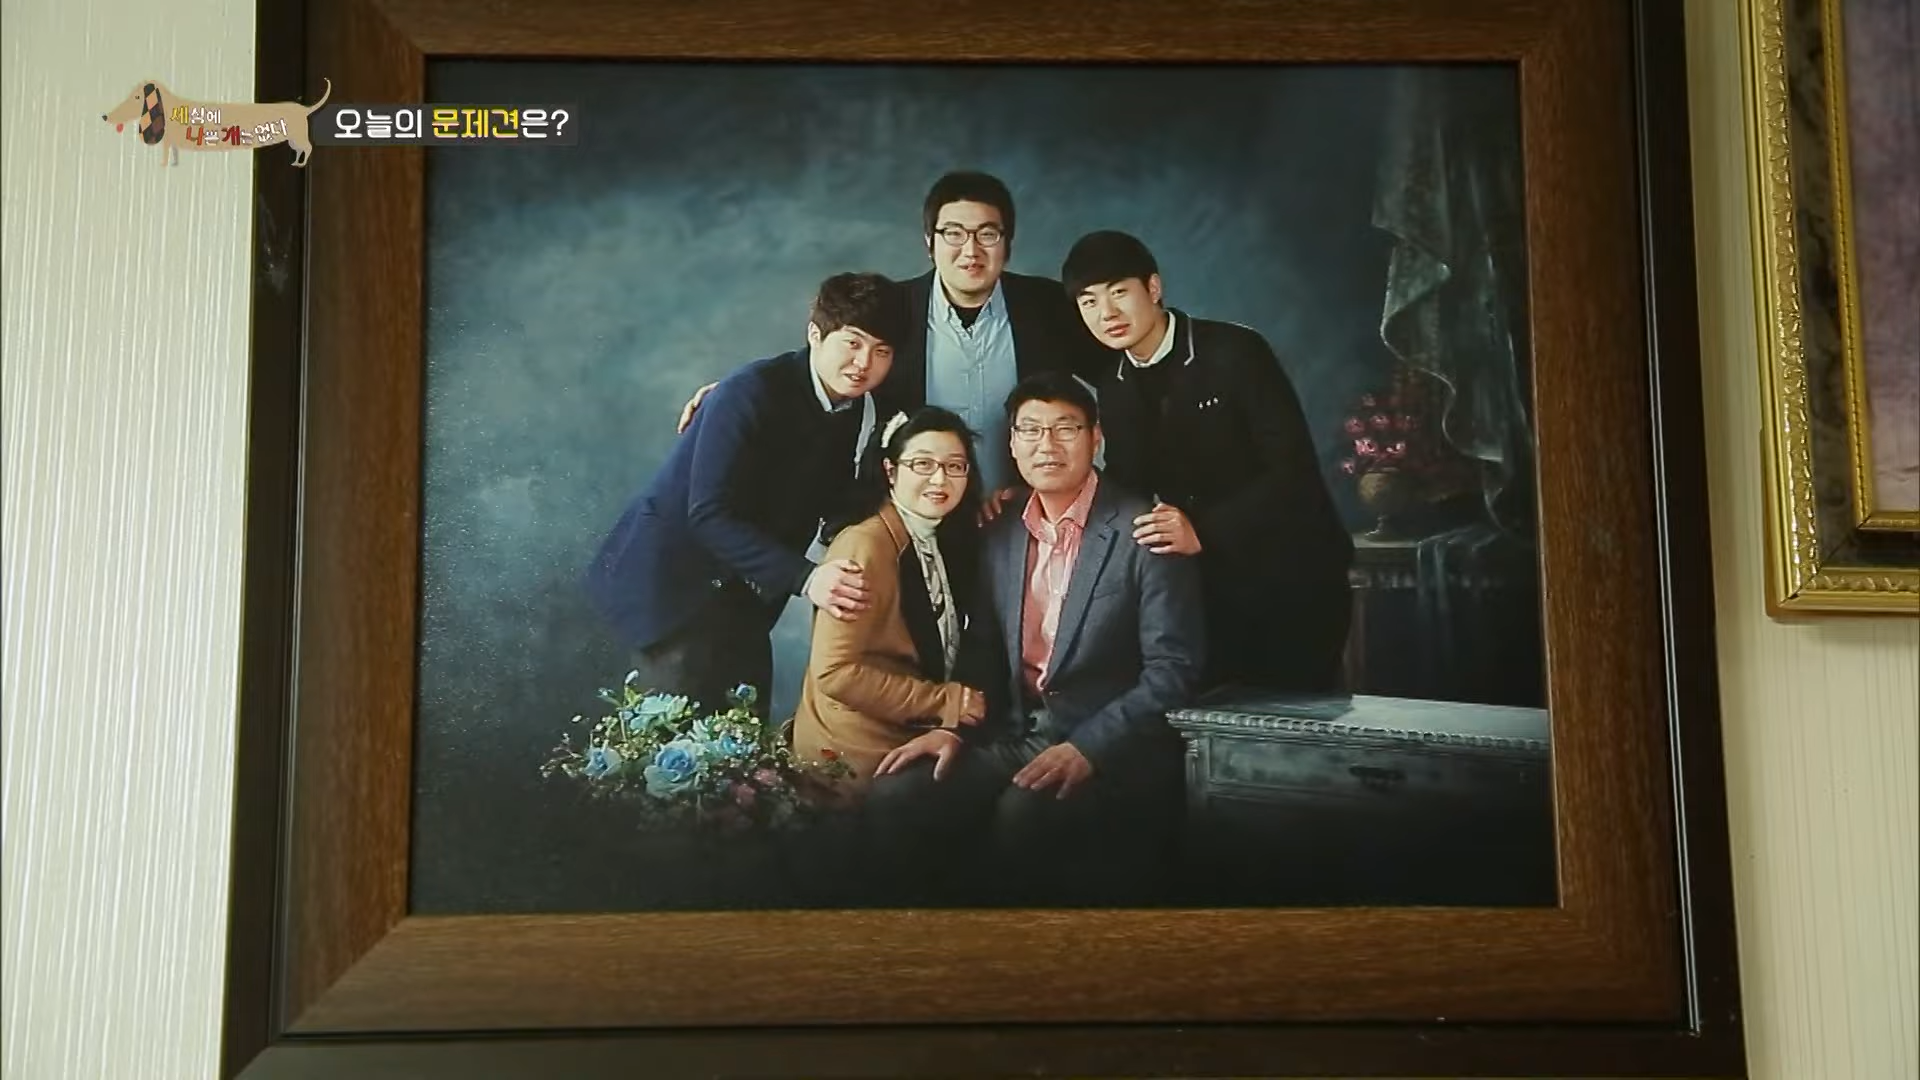 세상에
나쁜 개는 없다
오늘의 문제견은?